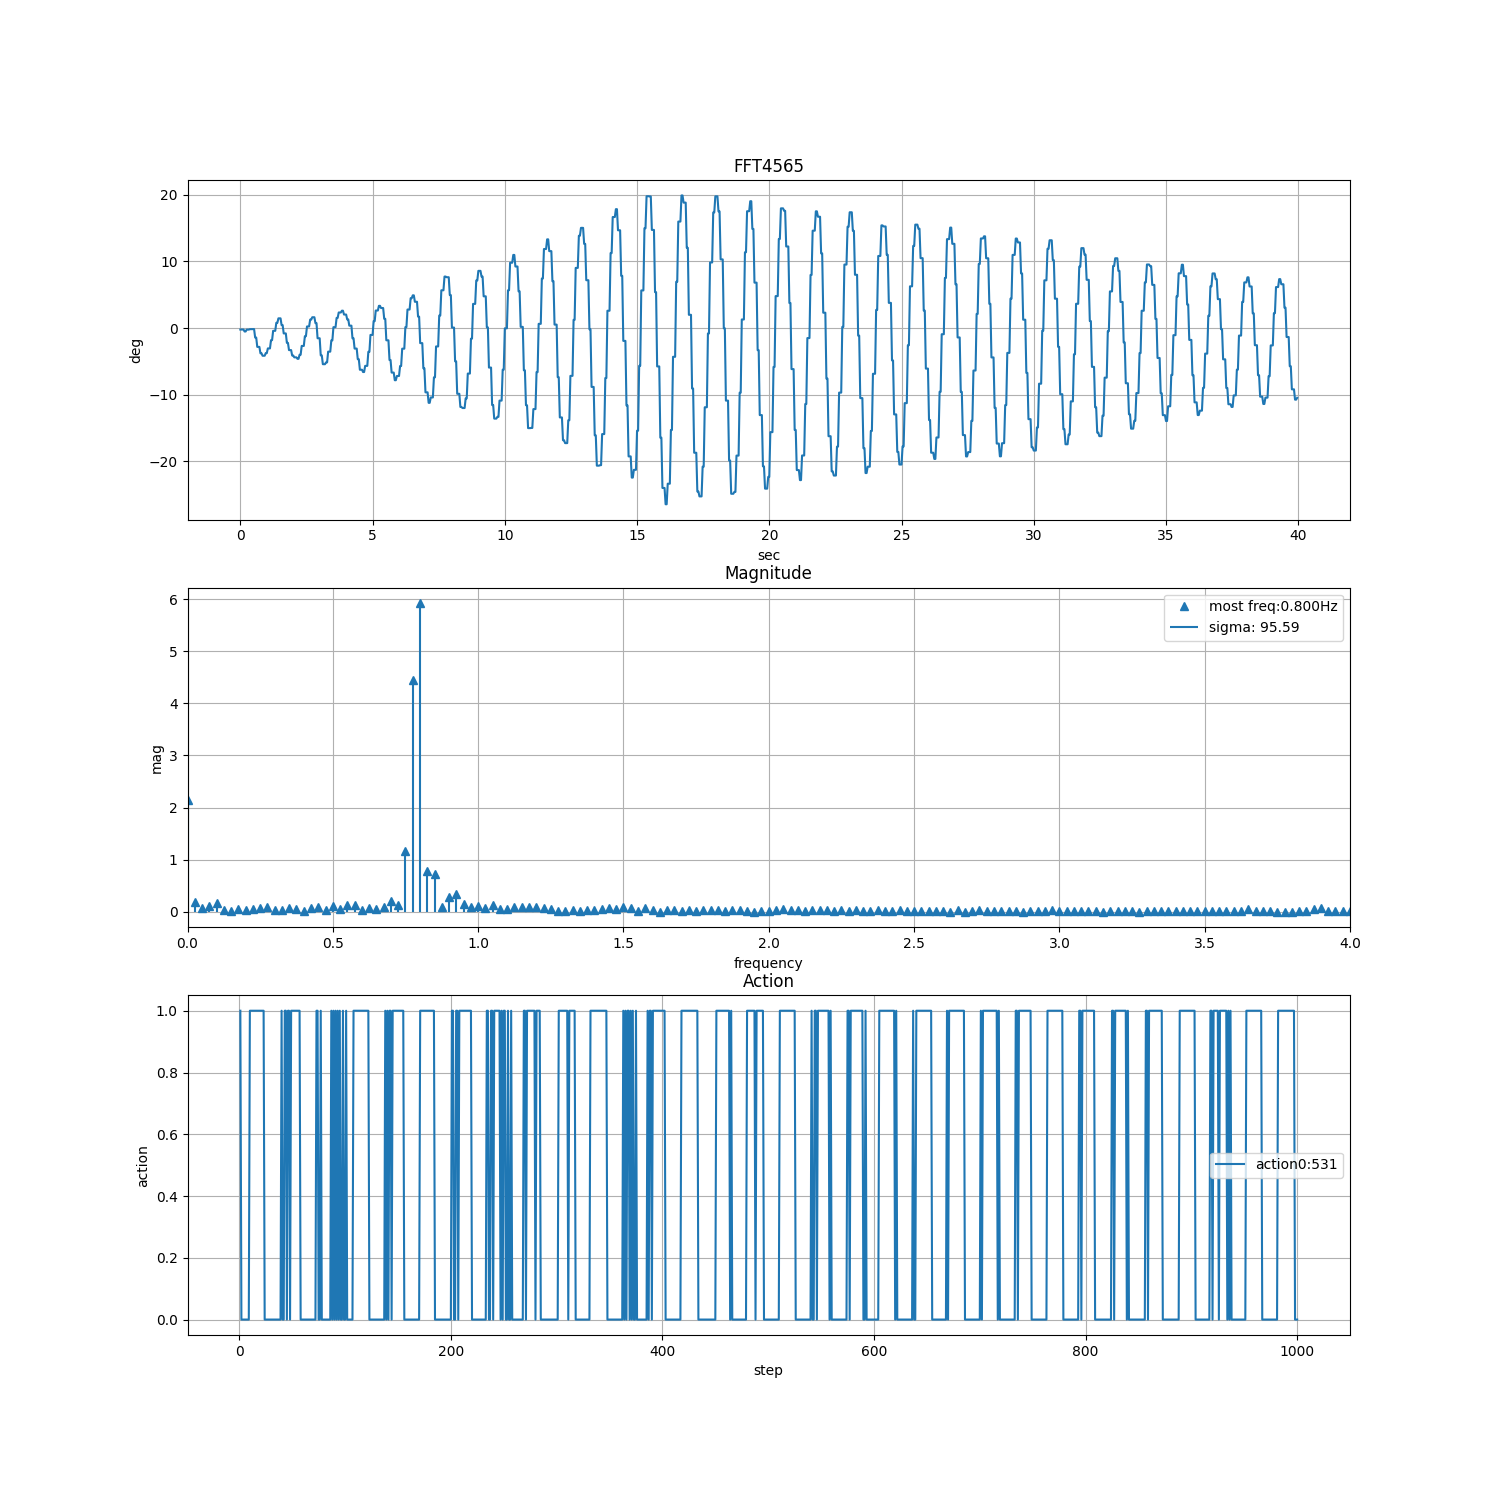 FFT4565
20
10
0
−10
−20
deg
0 5 10 15 20 25 30 35 40
sec
Magnitude
6
5
4
3
2
1
0
mag
most freq:0.800Hz
sigma: 95.59
0.0 0.5 1.0 1.5 2.0 2.5 3.0 3.5 4.0
frequency
Action
1.0
0.8
0.6
0.4
0.2
0.0
action
action0:531
0 200 400 600 800 1000
step